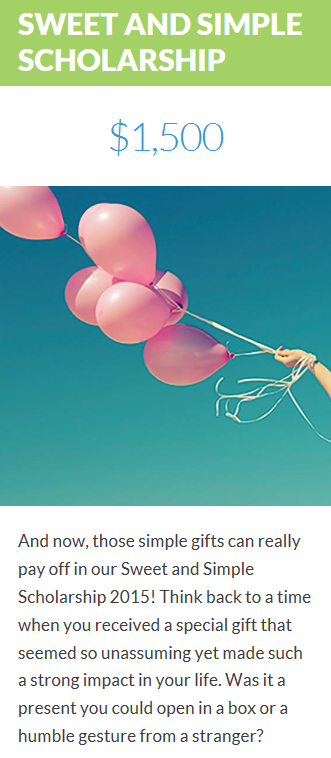 SWEET AND SIMPLE
SCHOLARSHIP
$1,500
And now, those simple gifts can really
pay off in our Sweet and Simple
Scholarship 2015! Think back to a time
when you received a special gift that
seemed so unassuming yet made such
a strong impact in your life. Was it a
present you could open in a box or a
humble gesture from a stranger?